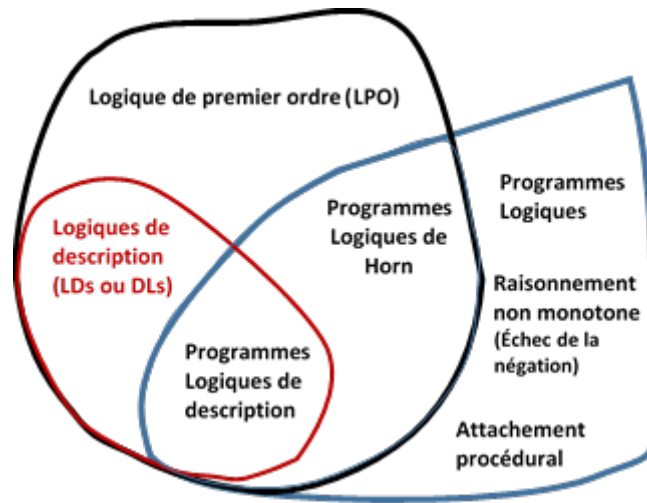 Logique de premier ordre (LPO)
Logiques de
description
(LDs ou DLs)
Programmes
Logiques de
Horn
Programmes
Logiques
Raisonnement
non monotone
(Échec de la
négation)
Programmes
Logiques de
description
Attachement
procédural